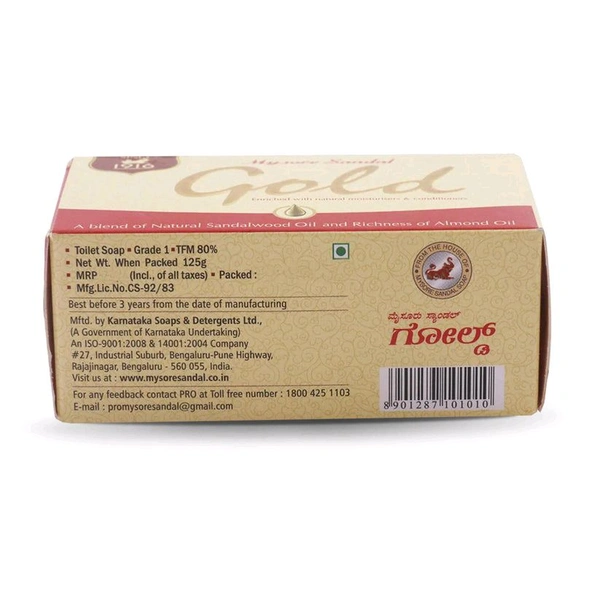 1916
Mysore Sandal
Gold
Enriched with natural emollients & conditioners
A blend of Natural Sandalwood Oil and Richness of Almond Oil
▪ Toilet Soap ▪ Grade 1 ▪ TFM 80%
▪ Net Wt. When Packed 125g
▪ MRP (Incl., of all taxes) ▪ Packed :
▪ Mfg.Lic.No.CS-92/83
Best before 3 years from the date of manufacturing
Mftd. by Karnataka Soaps & Detergents Ltd.,
(A Government of Karnataka Undertaking)
An ISO-9001:2008 & 14001:2004 Company
#27, Industrial Suburb, Bengaluru-Pune Highway,
Rajajinagar, Bengaluru - 560 055, India.
Visit us at : www.mysoresandal.co.in
For any feedback contact PRO at Toll free number : 1800 425 1103
E-mail : promysoresandal@gmail.com
FROM THE HOUSE OF
MYSORE SANDAL SOAP
ಮೈಸೂರು ಸ್ಯಾಂಡಲ್
ಗೋಲ್ಡ್
8901287101010